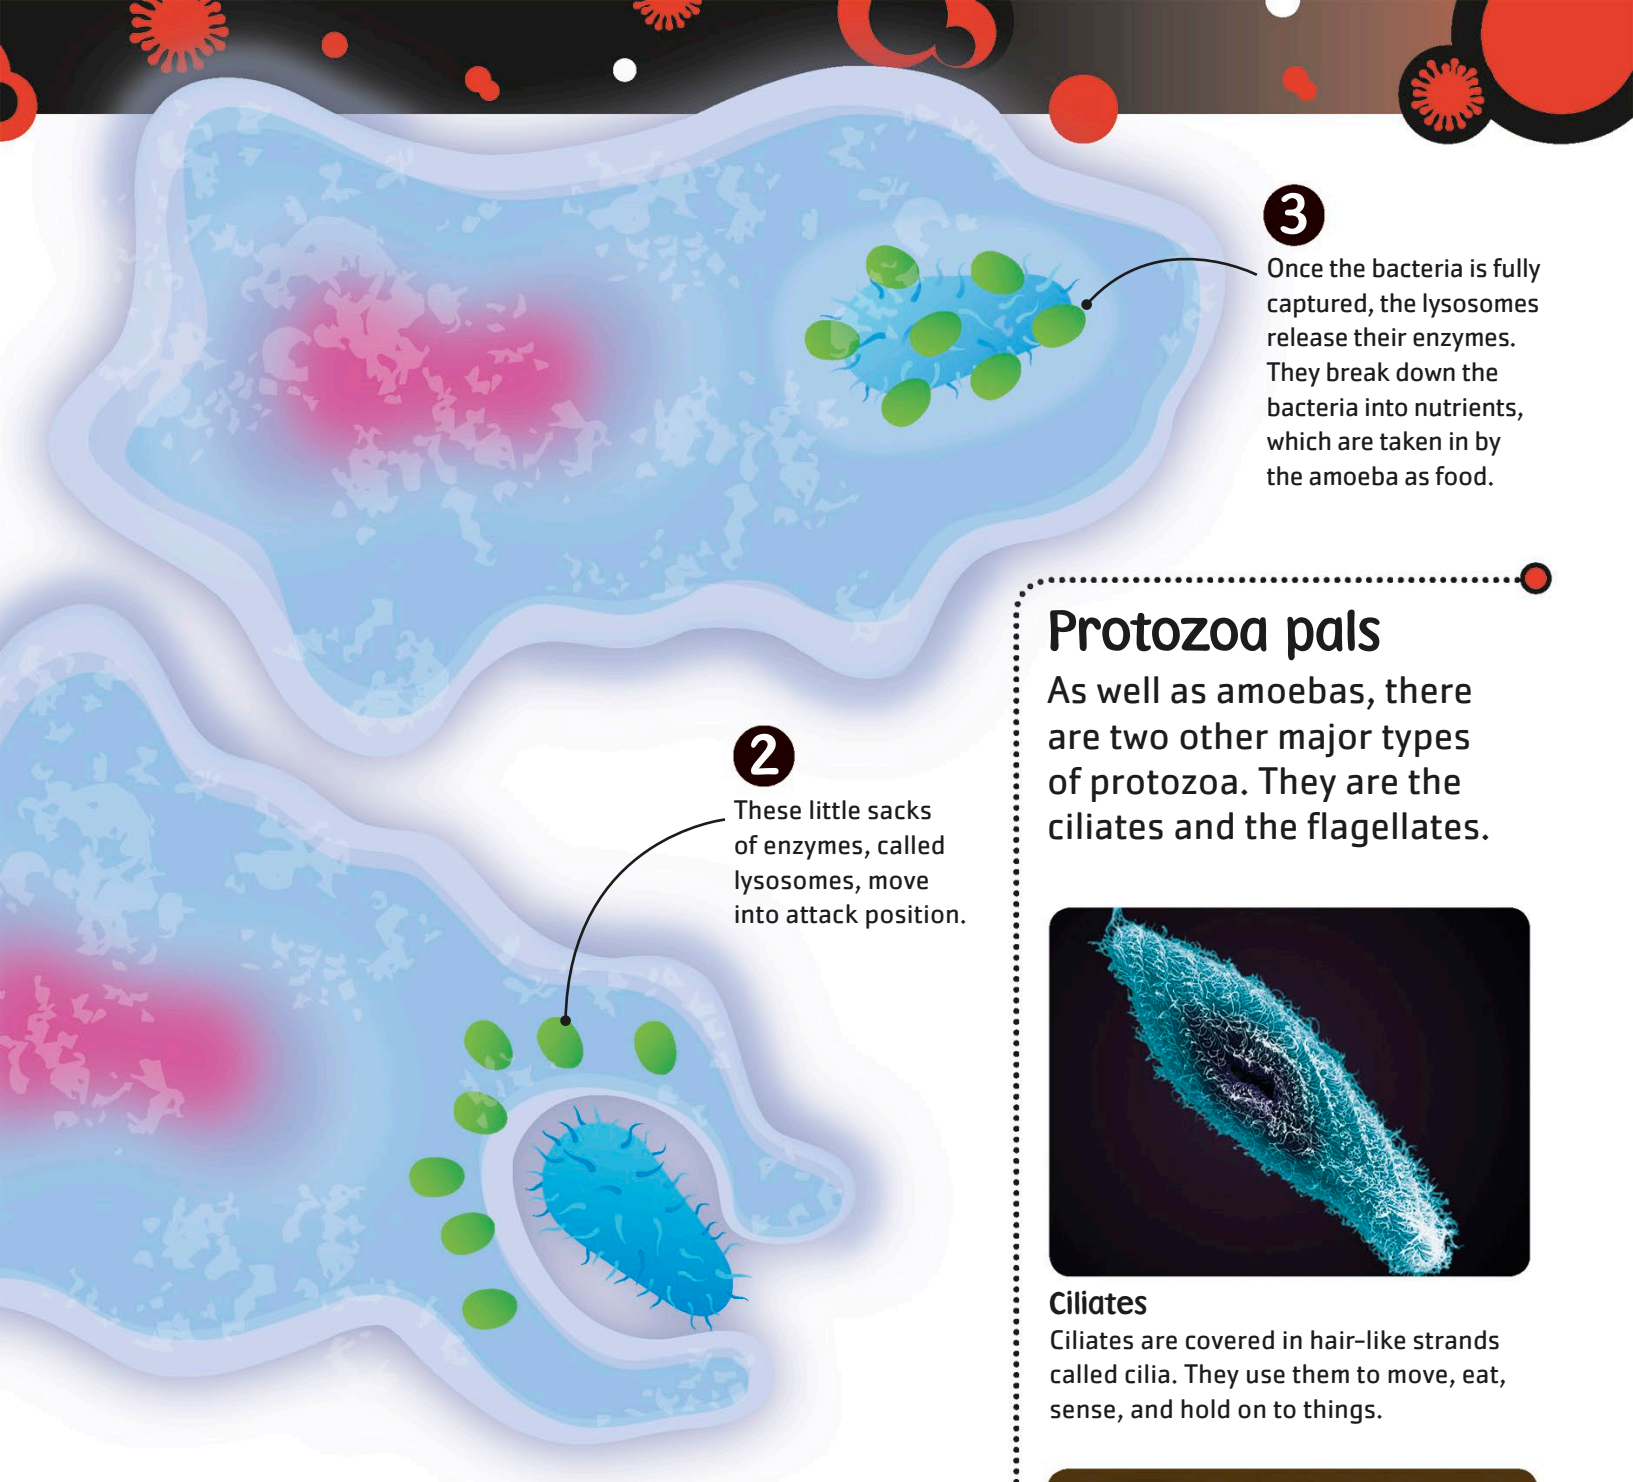 3
Once the bacteria is fully
captured, the lysosomes
release their enzymes.
They break down the
bacteria into nutrients,
which are taken in by
the amoeba as food.
2
These little sacks
of enzymes, called
lysosomes, move
into attack position.
Protozoa pals
As well as amoebas, there
are two other major types
of protozoa. They are the
ciliates and the flagellates.
Ciliates
Ciliates are covered in hair-like strands
called cilia. They use them to move, eat,
sense, and hold on to things.